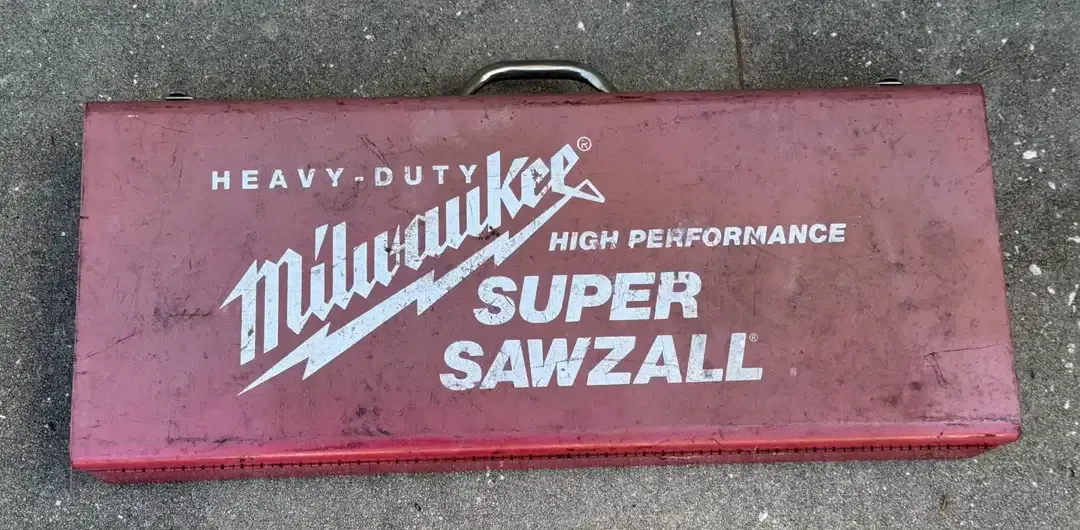 HEAVY-DUTY
Milwaukee®
HIGH PERFORMANCE
SUPER
SAWZALL®